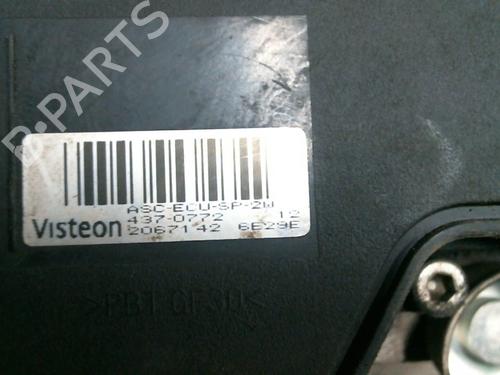 B-PARTS
ASC-ECU-SP-2W
437-0772 12
Visteon 2067142 6E29E
>PBT GF30<